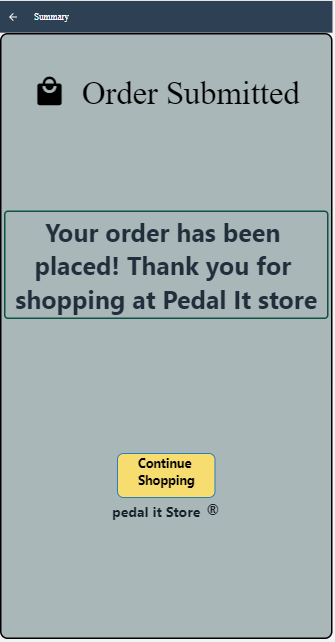 Summary
Order Submitted
Your order has been
placed! Thank you for
shopping at Pedal It store
Continue
Shopping
pedal it Store ®